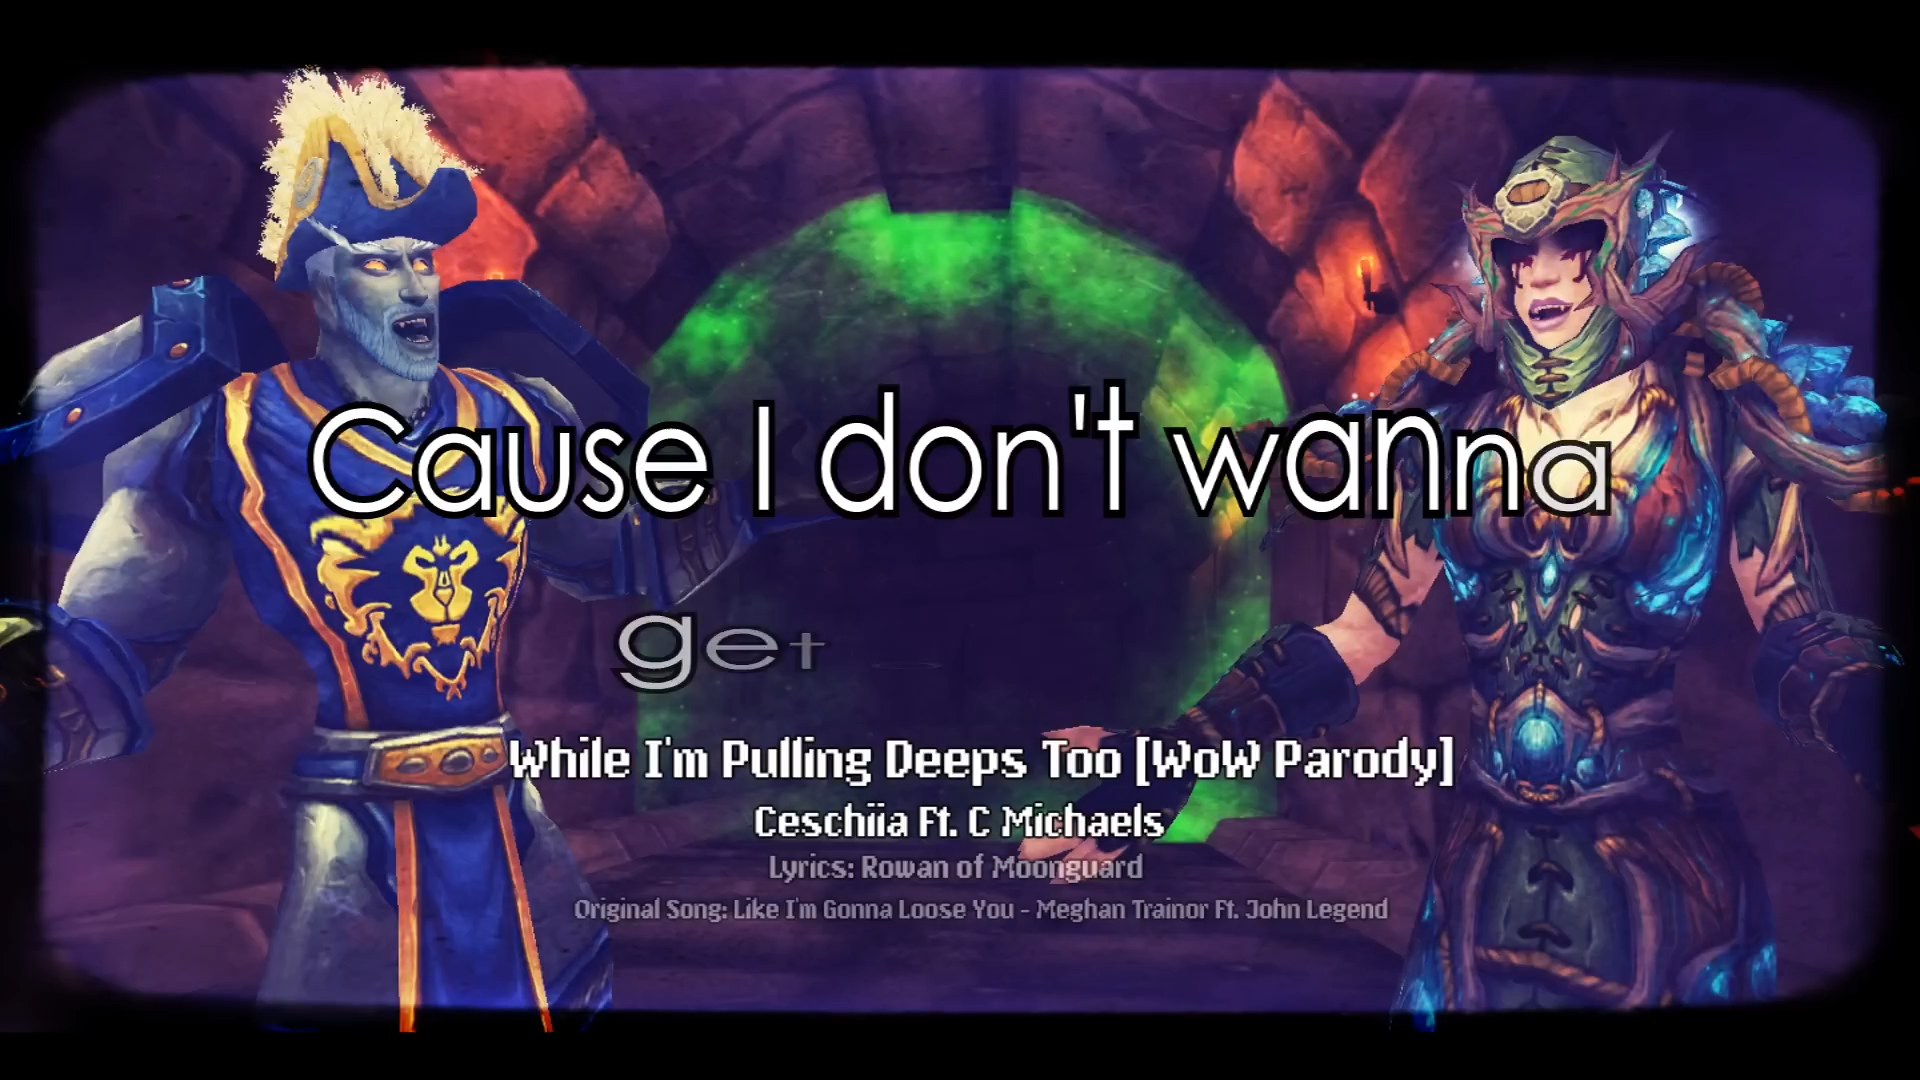 Cause I don't wanna
get
While I'm Pulling Deeps Too [WoW Parody]
Ceschiia Ft. C Michaels
Lyrics: Rowan of Moonguard
Original Song: Like I'm Gonna Loose You - Meghan Trainor Ft. John Legend